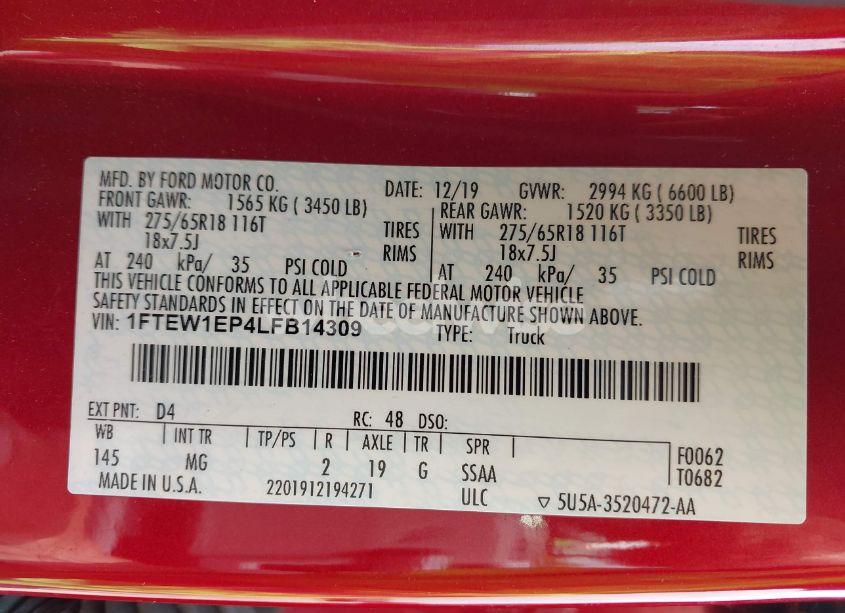 MFD. BY FORD MOTOR CO. DATE: 12/19 GVWR: 2994 KG ( 6600 LB)
FRONT GAWR: 1565 KG ( 3450 LB) REAR GAWR: 1520 KG ( 3350 LB)
WITH 275/65R18 116T TIRES WITH 275/65R18 116T TIRES
18x7.5J RIMS 18x7.5J RIMS
AT 240 kPa/ 35 PSI COLD AT 240 kPa/ 35 PSI COLD
THIS VEHICLE CONFORMS TO ALL APPLICABLE FEDERAL MOTOR VEHICLE
SAFETY STANDARDS IN EFFECT ON THE DATE OF MANUFACTURE SHOWN ABOVE.
VIN: 1FTEW1EP4LFB14309 TYPE: Truck
EXT PNT: D4 RC: 48 DSO:
WB INT TR TP/PS R AXLE TR SPR F0062
145 MG 2 19 G SSAA T0682
MADE IN U.S.A. 2201912194271 ULC ▽ 5U5A-3520472-AA